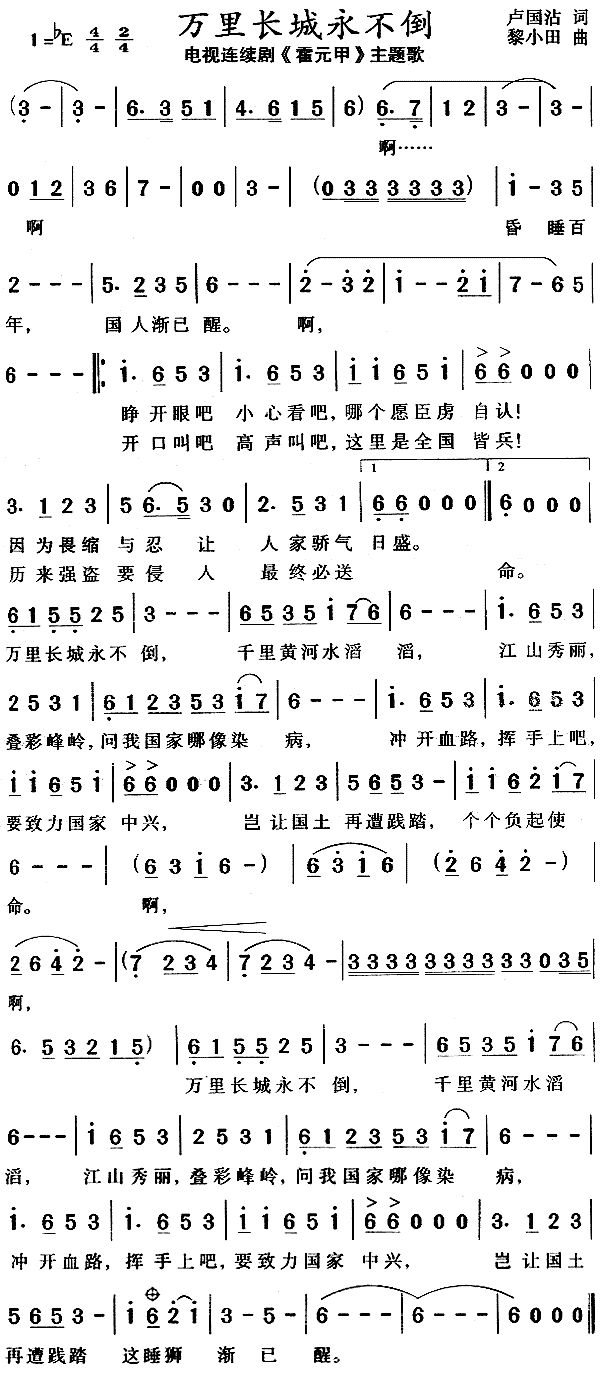 万里长城永不倒
1=♭E 4/4 2/4
卢国沾 词
电视连续剧《霍元甲》主题歌
黎小田 曲
(3 - | 3 - | 6. 3 5 1 | 4. 6 1 5 | 6) 6. 7 | 1 2 | 3 - | 3 - |
啊……
0 1 2 | 3 6 | 7 - | 0 0 | 3 - | (0 3 3 3 3 3 3) | i - 3 5 |
啊 昏 睡百
2 - - - | 5. 2 3 5 | 6 - - - | 2 - 3 2 | i - - 2 i | 7 - 6 5 |
年， 国 人渐已 醒。 啊，
6 - - - |: i. 6 5 3 | i. 6 5 3 | i i 6 5 i | 6 6 0 0 0 |
睁 开眼吧 小 心看吧，哪个愿臣虏 自认！
开 口叫吧 高 声叫吧，这里是全国 皆兵！
3. 1 2 3 | 5 6. 5 3 0 | 2. 5 3 1 | 1 6 6 0 0 0 :| 2 6 0 0 0 |
因为畏缩 与忍 让 人家骄气 日盛。
历来强盗 要侵 人 最终必送 命。
6 1 5 5 2 5 | 3 - - - | 6 5 3 5 i 7 6 | 6 - - - | i. 6 5 3 |
万里长城永不 倒， 千里黄河水滔 滔， 江山秀丽，
2 5 3 1 | 6 1 2 3 5 3 i 7 | 6 - - - | i. 6 5 3 | i. 6 5 3 |
叠彩峰岭，问我国家哪像染 病， 冲 开血路，挥 手上吧，
i i 6 5 i | 6 6 0 0 0 | 3. 1 2 3 | 5 6 5 3 - | i i 6 2 i 7 |
要致力国家 中兴， 岂让国土 再遭践踏， 个个负起使
6 - - - | (6 3 i 6 -) | 6 3 i 6 | (2 6 4 2 -) |
命。 啊，
2 6 4 2 - | (7 2 3 4 | 7 2 3 4 | 3 3 3 3 3 3 3 3 3 3 0 3 5 |
啊，
6. 5 3 2 1 5) | 6 1 5 5 2 5 | 3 - - - | 6 5 3 5 i 7 6 |
万里长城永不 倒， 千里黄河水滔
6 - - - | i 6 5 3 | 2 5 3 1 | 6 1 2 3 5 3 i 7 | 6 - - - |
滔， 江山秀丽，叠彩峰岭，问我国家哪像染 病，
i. 6 5 3 | i. 6 5 3 | i i 6 5 i | 6 6 0 0 0 | 3. 1 2 3 |
冲 开血路，挥 手上吧，要致力国家 中兴， 岂让国土
5 6 5 3 - | i 6 2 i | 3 - 5 - | 6 - - - | 6 - - - | 6 0 0 0 ‖
再遭践踏 这睡狮 渐 已 醒。